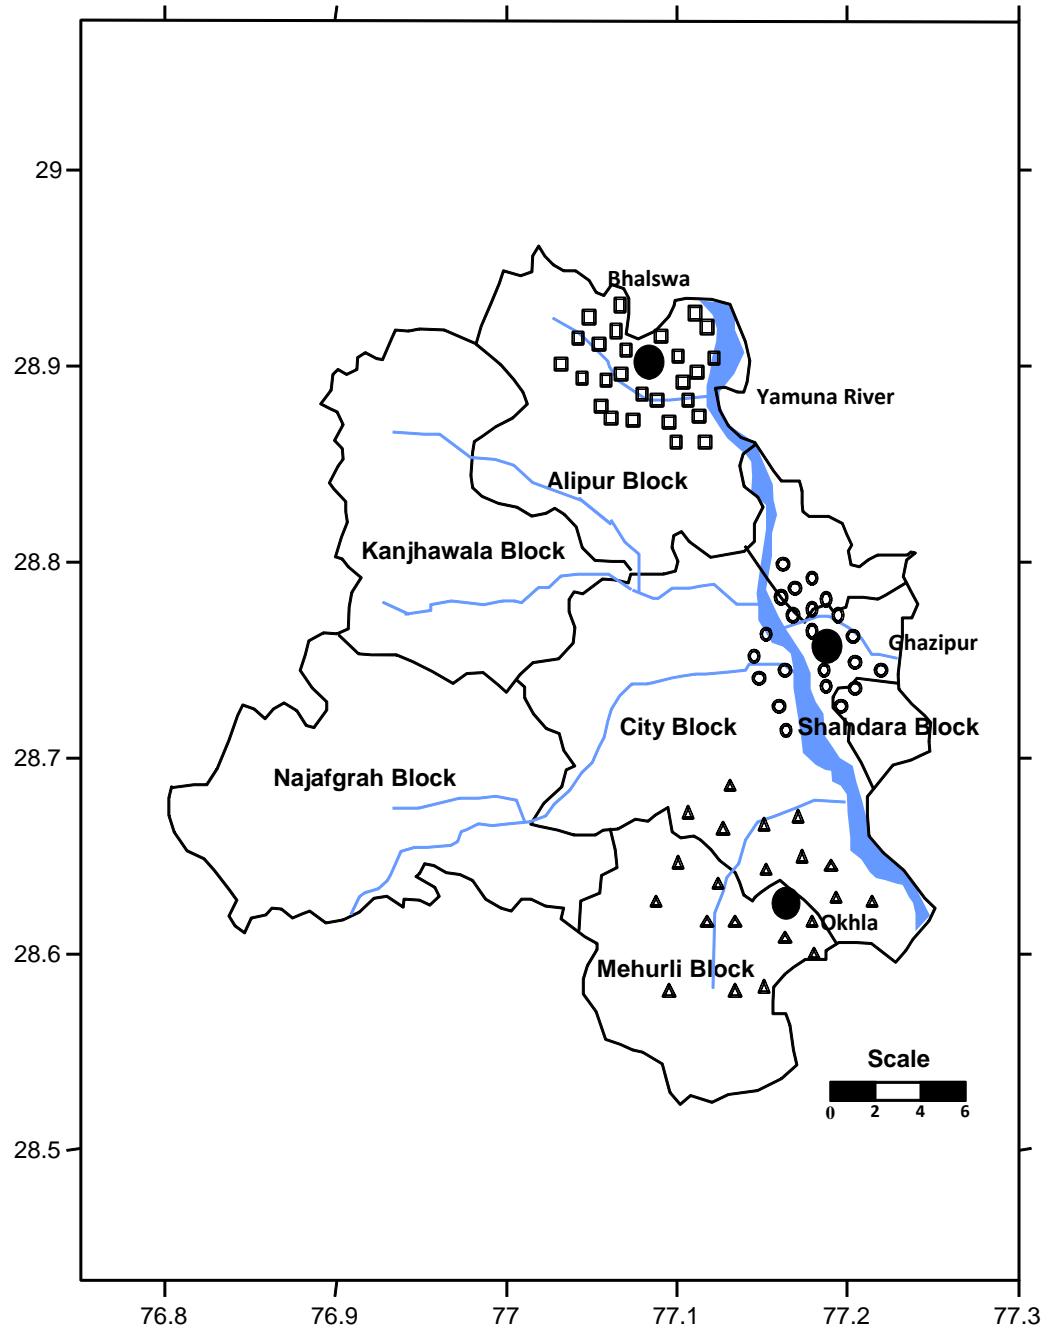 29
Bhalswa
28.9
Yamuna River
Alipur Block
Kanjhawala Block
28.8
Ghazipur
City Block
Shahdara Block
28.7
Najafgrah Block
Okhla
28.6
Mehurli Block
Scale
0 2 4 6
28.5
76.8 76.9 77 77.1 77.2 77.3